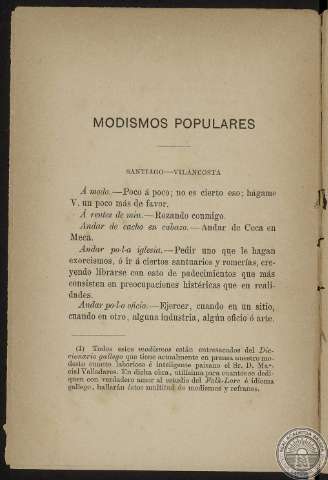 MODISMOS POPULARES
SANTIAGO—VILANCOSTA
Á modo.—Poco á poco; no es cierto eso; hágame
V. un poco más de favor.
Á rentes de min.—Rozando conmigo.
Andar de cacho en cabazo.—Andar de Ceca en
Meca.
Andar po-l-a iglesia.—Pedir uno que le hagan
exorcismos, ó ir á ciertos santuarios y romerías, cre-
yendo librarse con esto de padecimientos que más
consisten en preocupaciones histéricas que en reali-
dades.
Andar po-l-o oficio.—Ejercer, cuando en un sitio,
cuando en otro, alguna industria, algún oficio ó arte.
(1) Todos estos modismos están entresacados del Dic-
cionario gallego que tiene actualmente en prensa nuestro mo-
desto cuanto laborioso é inteligente paisano el Sr. D. Mar-
cial Valladares. En dicha obra, utilísima para cuantos se dedi-
quen con verdadero amor al estudio del Folk-Lore é idioma
gallego, hallarán éstos multitud de modismos y refranes.